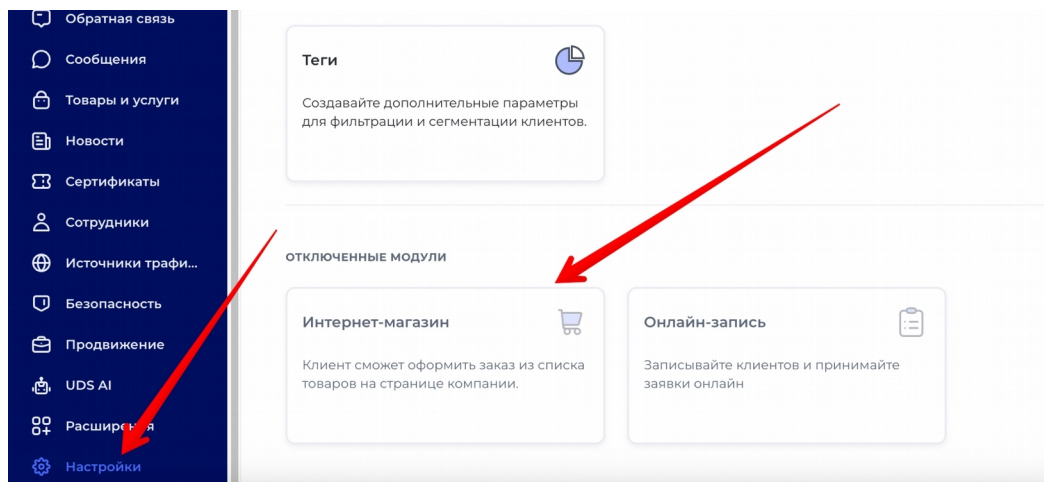 Обратная связь
Сообщения
Товары и услуги
Новости
Сертификаты
Сотрудники
Источники трафи...
Безопасность
Продвижение
UDS AI
Расширения
Настройки
Теги
Создавайте дополнительные параметры
для фильтрации и сегментации клиентов.
ОТКЛЮЧЕННЫЕ МОДУЛИ
Интернет-магазин
Клиент сможет оформить заказ из списка
товаров на странице компании.
Онлайн-запись
Записывайте клиентов и принимайте
заявки онлайн